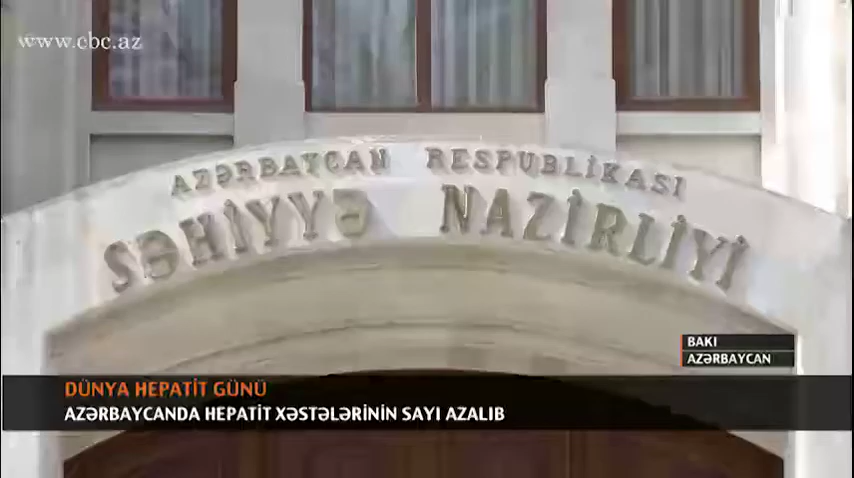 www.cbc.az
AZƏRBAYCAN RESPUBLİKASI
SƏHİYYƏ NAZİRLİYİ
BAKI
AZƏRBAYCAN
DÜNYA HEPATİT GÜNÜ
AZƏRBAYCANDA HEPATİT XƏSTƏLƏRİNİN SAYI AZALIB